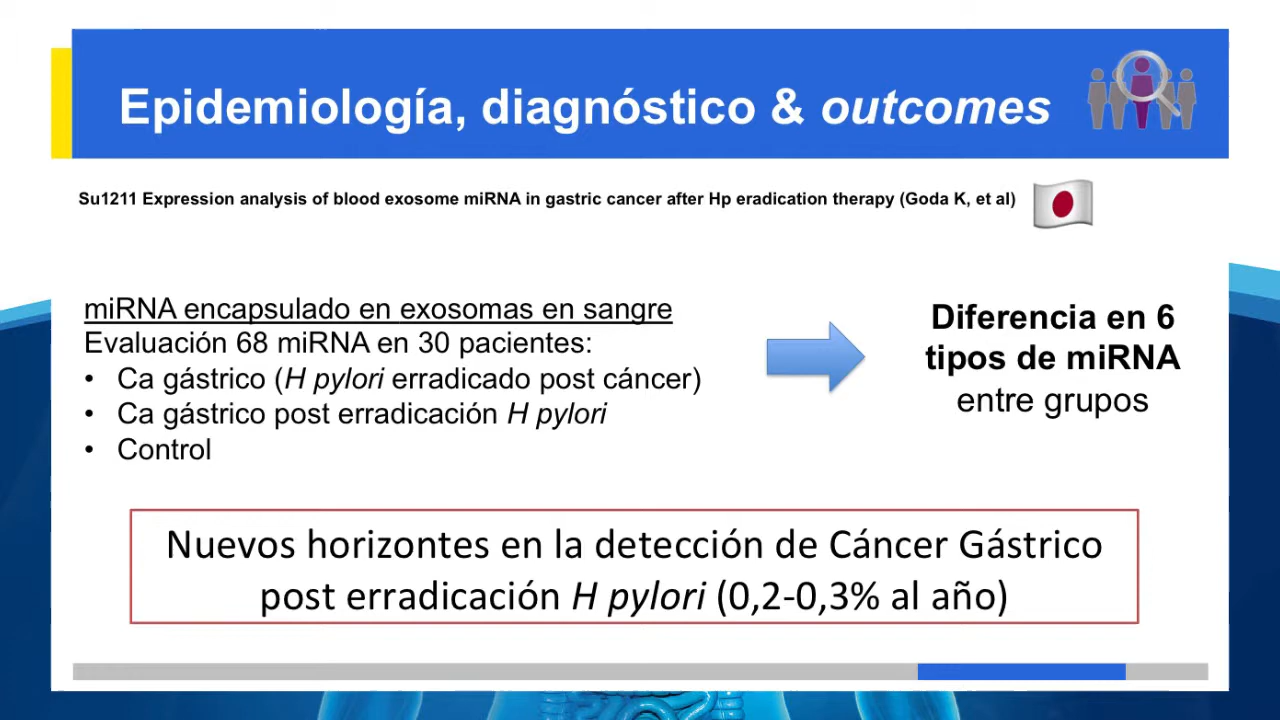 Epidemiología, diagnóstico & outcomes
Su1211 Expression analysis of blood exosome miRNA in gastric cancer after Hp eradication therapy (Goda K, et al)
miRNA encapsulado en exosomas en sangre
Evaluación 68 miRNA en 30 pacientes:
• Ca gástrico (H pylori erradicado post cáncer)
• Ca gástrico post erradicación H pylori
• Control
Diferencia en 6
tipos de miRNA
entre grupos
Nuevos horizontes en la detección de Cáncer Gástrico
post erradicación H pylori (0,2-0,3% al año)